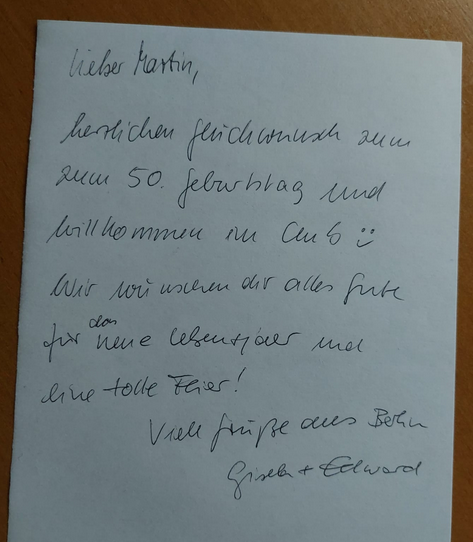 Lieber Martin,
herzlichen Glückwunsch zum
zum 50. Geburtstag und
willkommen im Club ü
Wir wünschen dir alles Gute
für das neue Lebensjahr und
eine tolle Feier!
Viele Grüße aus Berlin
Gisela + Edward